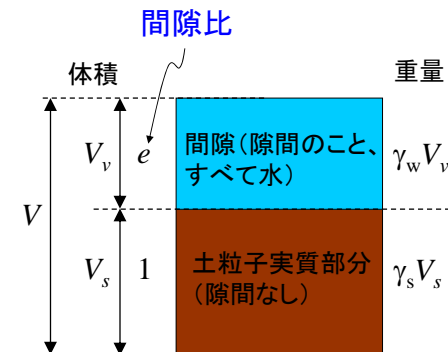 間隙比
体積
重量
V
V_v
e
間隙(隙間のこと、
すべて水)
γ_w V_v
V_s
1
土粒子実質部分
(隙間なし)
γ_s V_s